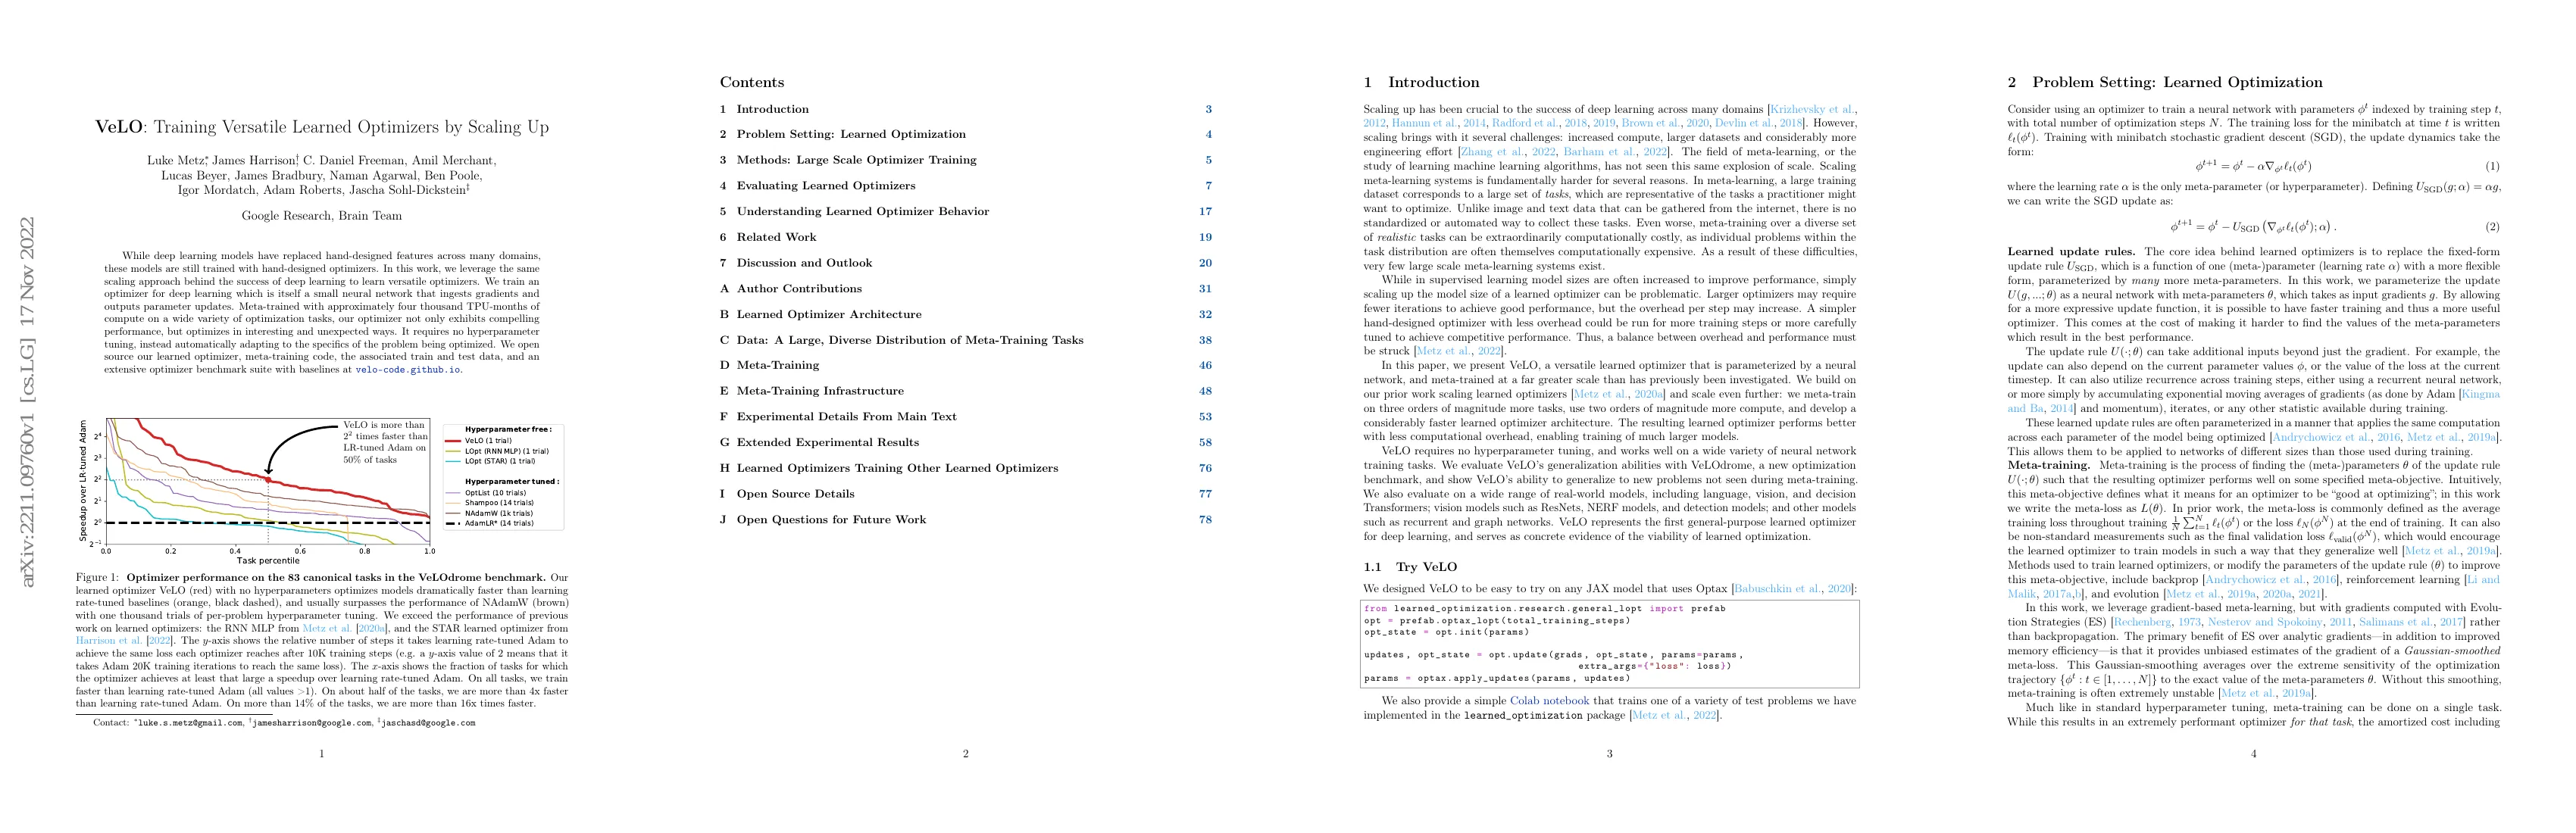 arXiv:2211.09760v1 [cs.LG] 17 Nov 2022
VeLO: Training Versatile Learned Optimizers by Scaling Up
Luke Metz,* James Harrison,† C. Daniel Freeman, Amil Merchant,
Lucas Beyer, James Bradbury, Naman Agarwal, Ben Poole,
Igor Mordatch, Adam Roberts, Jascha Sohl-Dickstein‡
Google Research, Brain Team
While deep learning models have replaced hand-designed features across many domains,
these models are still trained with hand-designed optimizers. In this work, we leverage the same
scaling approach behind the success of deep learning to learn versatile optimizers. We train an
optimizer for deep learning which is itself a small neural network that ingests gradients and
outputs parameter updates. Meta-trained with approximately four thousand TPU-months of
compute on a wide variety of optimization tasks, our optimizer not only exhibits compelling
performance, but optimizes in interesting and unexpected ways. It requires no hyperparameter
tuning, instead automatically adapting to the specifics of the problem being optimized. We open
source our learned optimizer, meta-training code, the associated train and test data, and an
extensive optimizer benchmark suite with baselines at velo-code.github.io.
Speedup over LR-tuned Adam
2⁴
2³
2²
2¹
2⁰
2⁻¹
0.0 0.2 0.4 0.6 0.8 1.0
Task percentile
VeLO is more than
2² times faster than
LR-tuned Adam on
50% of tasks
Hyperparameter free:
VeLO (1 trial)
LOpt (RNN MLP) (1 trial)
LOpt (STAR) (1 trial)
Hyperparameter tuned:
OptList (10 trials)
Shampoo (14 trials)
NAdamW (1k trials)
AdamLR* (14 trials)
Figure 1: Optimizer performance on the 83 canonical tasks in the VeLOdrome benchmark. Our
learned optimizer VeLO (red) with no hyperparameters optimizes models dramatically faster than learning
rate-tuned baselines (orange, black dashed), and usually surpasses the performance of NAdamW (brown)
with one thousand trials of per-problem hyperparameter tuning. We exceed the performance of previous
work on learned optimizers: the RNN MLP from Metz et al. [2020a], and the STAR learned optimizer from
Harrison et al. [2022]. The y-axis shows the relative number of steps it takes learning rate-tuned Adam to
achieve the same loss each optimizer reaches after 10K training steps (e.g. a y-axis value of 2 means that it
takes Adam 20K training iterations to reach the same loss). The x-axis shows the fraction of tasks for which
the optimizer achieves at least that large a speedup over learning rate-tuned Adam. On all tasks, we train
faster than learning rate-tuned Adam (all values >1). On about half of the tasks, we are more than 4x faster
than learning rate-tuned Adam. On more than 14% of the tasks, we are more than 16x times faster.
Contact: *luke.s.metz@gmail.com, †jamesharrison@google.com, ‡jaschasd@google.com
1
Contents
1 Introduction 3
2 Problem Setting: Learned Optimization 4
3 Methods: Large Scale Optimizer Training 5
4 Evaluating Learned Optimizers 7
5 Understanding Learned Optimizer Behavior 17
6 Related Work 19
7 Discussion and Outlook 20
A Author Contributions 31
B Learned Optimizer Architecture 32
C Data: A Large, Diverse Distribution of Meta-Training Tasks 38
D Meta-Training 46
E Meta-Training Infrastructure 48
F Experimental Details From Main Text 53
G Extended Experimental Results 58
H Learned Optimizers Training Other Learned Optimizers 76
I Open Source Details 77
J Open Questions for Future Work 78
2
1 Introduction
Scaling up has been crucial to the success of deep learning across many domains [Krizhevsky et al.,
2012, Hannun et al., 2014, Radford et al., 2018, 2019, Brown et al., 2020, Devlin et al., 2018]. However,
scaling brings with it several challenges: increased compute, larger datasets and considerably more
engineering effort [Zhang et al., 2022, Barham et al., 2022]. The field of meta-learning, or the
study of learning machine learning algorithms, has not seen this same explosion of scale. Scaling
meta-learning systems is fundamentally harder for several reasons. In meta-learning, a large training
dataset corresponds to a large set of tasks, which are representative of the tasks a practitioner might
want to optimize. Unlike image and text data that can be gathered from the internet, there is no
standardized or automated way to collect these tasks. Even worse, meta-training over a diverse set
of realistic tasks can be extraordinarily computationally costly, as individual problems within the
task distribution are often themselves computationally expensive. As a result of these difficulties,
very few large scale meta-learning systems exist.
While in supervised learning model sizes are often increased to improve performance, simply
scaling up the model size of a learned optimizer can be problematic. Larger optimizers may require
fewer iterations to achieve good performance, but the overhead per step may increase. A simpler
hand-designed optimizer with less overhead could be run for more training steps or more carefully
tuned to achieve competitive performance. Thus, a balance between overhead and performance must
be struck [Metz et al., 2022].
In this paper, we present VeLO, a versatile learned optimizer that is parameterized by a neural
network, and meta-trained at a far greater scale than has previously been investigated. We build on
our prior work scaling learned optimizers [Metz et al., 2020a] and scale even further: we meta-train
on three orders of magnitude more tasks, use two orders of magnitude more compute, and develop a
considerably faster learned optimizer architecture. The resulting learned optimizer performs better
with less computational overhead, enabling training of much larger models.
VeLO requires no hyperparameter tuning, and works well on a wide variety of neural network
training tasks. We evaluate VeLO's generalization abilities with VeLOdrome, a new optimization
benchmark, and show VeLO's ability to generalize to new problems not seen during meta-training.
We also evaluate on a wide range of real-world models, including language, vision, and decision
Transformers; vision models such as ResNets, NERF models, and detection models; and other models
such as recurrent and graph networks. VeLO represents the first general-purpose learned optimizer
for deep learning, and serves as concrete evidence of the viability of learned optimization.
1.1 Try VeLO
We designed VeLO to be easy to try on any JAX model that uses Optax [Babuschkin et al., 2020]:
from learned_optimization.research.general_lopt import prefab
opt = prefab.optax_lopt(total_training_steps)
opt_state = opt.init(params)
updates, opt_state = opt.update(grads, opt_state, params=params,
extra_args={"loss": loss})
params = optax.apply_updates(params, updates)
We also provide a simple Colab notebook that trains one of a variety of test problems we have
implemented in the learned_optimization package [Metz et al., 2022].
3
2 Problem Setting: Learned Optimization
Consider using an optimizer to train a neural network with parameters ϕᵗ indexed by training step t,
with total number of optimization steps N. The training loss for the minibatch at time t is written
ℓₜ(ϕᵗ). Training with minibatch stochastic gradient descent (SGD), the update dynamics take the
form:
ϕᵗ⁺¹ = ϕᵗ − α∇_ϕᵗ ℓₜ(ϕᵗ) (1)
where the learning rate α is the only meta-parameter (or hyperparameter). Defining U_SGD(g; α) = αg,
we can write the SGD update as:
ϕᵗ⁺¹ = ϕᵗ − U_SGD (∇_ϕᵗ ℓₜ(ϕᵗ); α) . (2)
Learned update rules. The core idea behind learned optimizers is to replace the fixed-form
update rule U_SGD, which is a function of one (meta-)parameter (learning rate α) with a more flexible
form, parameterized by many more meta-parameters. In this work, we parameterize the update
U(g, ...; θ) as a neural network with meta-parameters θ, which takes as input gradients g. By allowing
for a more expressive update function, it is possible to have faster training and thus a more useful
optimizer. This comes at the cost of making it harder to find the values of the meta-parameters
which result in the best performance.
The update rule U(·; θ) can take additional inputs beyond just the gradient. For example, the
update can also depend on the current parameter values ϕ, or the value of the loss at the current
timestep. It can also utilize recurrence across training steps, either using a recurrent neural network,
or more simply by accumulating exponential moving averages of gradients (as done by Adam [Kingma
and Ba, 2014] and momentum), iterates, or any other statistic available during training.
These learned update rules are often parameterized in a manner that applies the same computation
across each parameter of the model being optimized [Andrychowicz et al., 2016, Metz et al., 2019a].
This allows them to be applied to networks of different sizes than those used during training.
Meta-training. Meta-training is the process of finding the (meta-)parameters θ of the update rule
U(·; θ) such that the resulting optimizer performs well on some specified meta-objective. Intuitively,
this meta-objective defines what it means for an optimizer to be "good at optimizing"; in this work
we write the meta-loss as L(θ). In prior work, the meta-loss is commonly defined as the average
training loss throughout training 1/N ∑ᴺₜ₌₁ ℓₜ(ϕᵗ) or the loss ℓ_N(ϕᴺ) at the end of training. It can also
be non-standard measurements such as the final validation loss ℓ_valid(ϕᴺ), which would encourage
the learned optimizer to train models in such a way that they generalize well [Metz et al., 2019a].
Methods used to train learned optimizers, or modify the parameters of the update rule (θ) to improve
this meta-objective, include backprop [Andrychowicz et al., 2016], reinforcement learning [Li and
Malik, 2017a,b], and evolution [Metz et al., 2019a, 2020a, 2021].
In this work, we leverage gradient-based meta-learning, but with gradients computed with Evolu-
tion Strategies (ES) [Rechenberg, 1973, Nesterov and Spokoiny, 2011, Salimans et al., 2017] rather
than backpropagation. The primary benefit of ES over analytic gradients—in addition to improved
memory efficiency—is that it provides unbiased estimates of the gradient of a Gaussian-smoothed
meta-loss. This Gaussian-smoothing averages over the extreme sensitivity of the optimization
trajectory {ϕᵗ : t ∈ [1, . . . , N]} to the exact value of the meta-parameters θ. Without this smoothing,
meta-training is often extremely unstable [Metz et al., 2019a].
Much like in standard hyperparameter tuning, meta-training can be done on a single task.
While this results in an extremely performant optimizer for that task, the amortized cost including
4